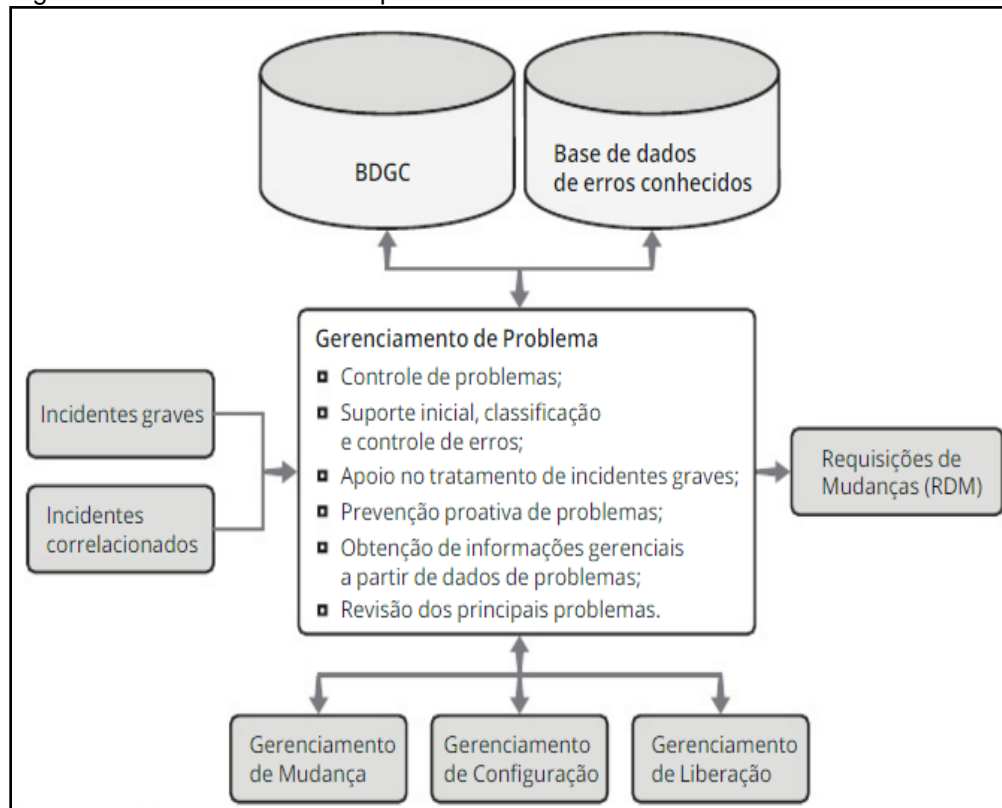 BDGC
Base de dados
de erros conhecidos
Gerenciamento de Problema
Controle de problemas;
Suporte inicial, classificação
e controle de erros;
Apoio no tratamento de incidentes graves;
Prevenção proativa de problemas;
Obtenção de informações gerenciais
a partir de dados de problemas;
Revisão dos principais problemas.
Incidentes graves
Incidentes
correlacionados
Requisições de
Mudanças (RDM)
Gerenciamento
de Mudança
Gerenciamento
de Configuração
Gerenciamento
de Liberação